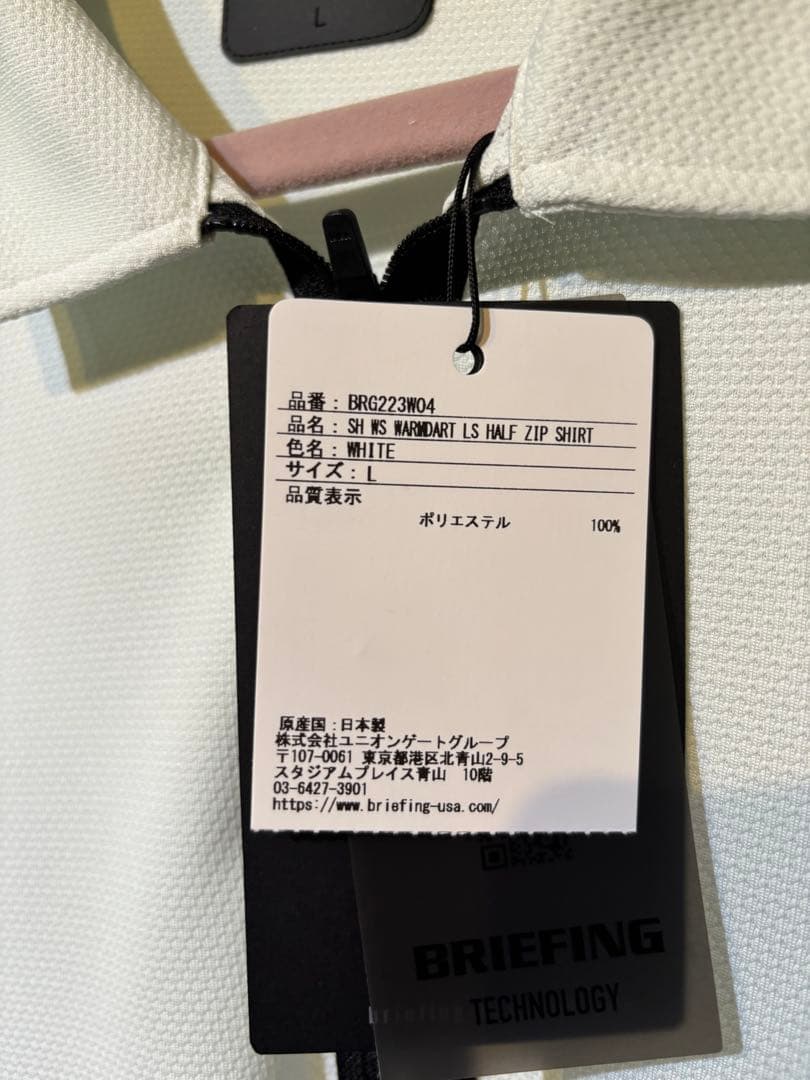 L
品番：BRG223W04
品名：SH WS WARMDART LS HALF ZIP SHIRT
色名：WHITE
サイズ：L
品質表示
ポリエステル 100%
原産国：日本製
株式会社ユニオンゲートグループ
〒107-0061 東京都港区北青山2-9-5
スタジアムプレイス青山 10階
03-6427-3901
https://www.briefing-usa.com/
BRIEFING
briefing TECHNOLOGY